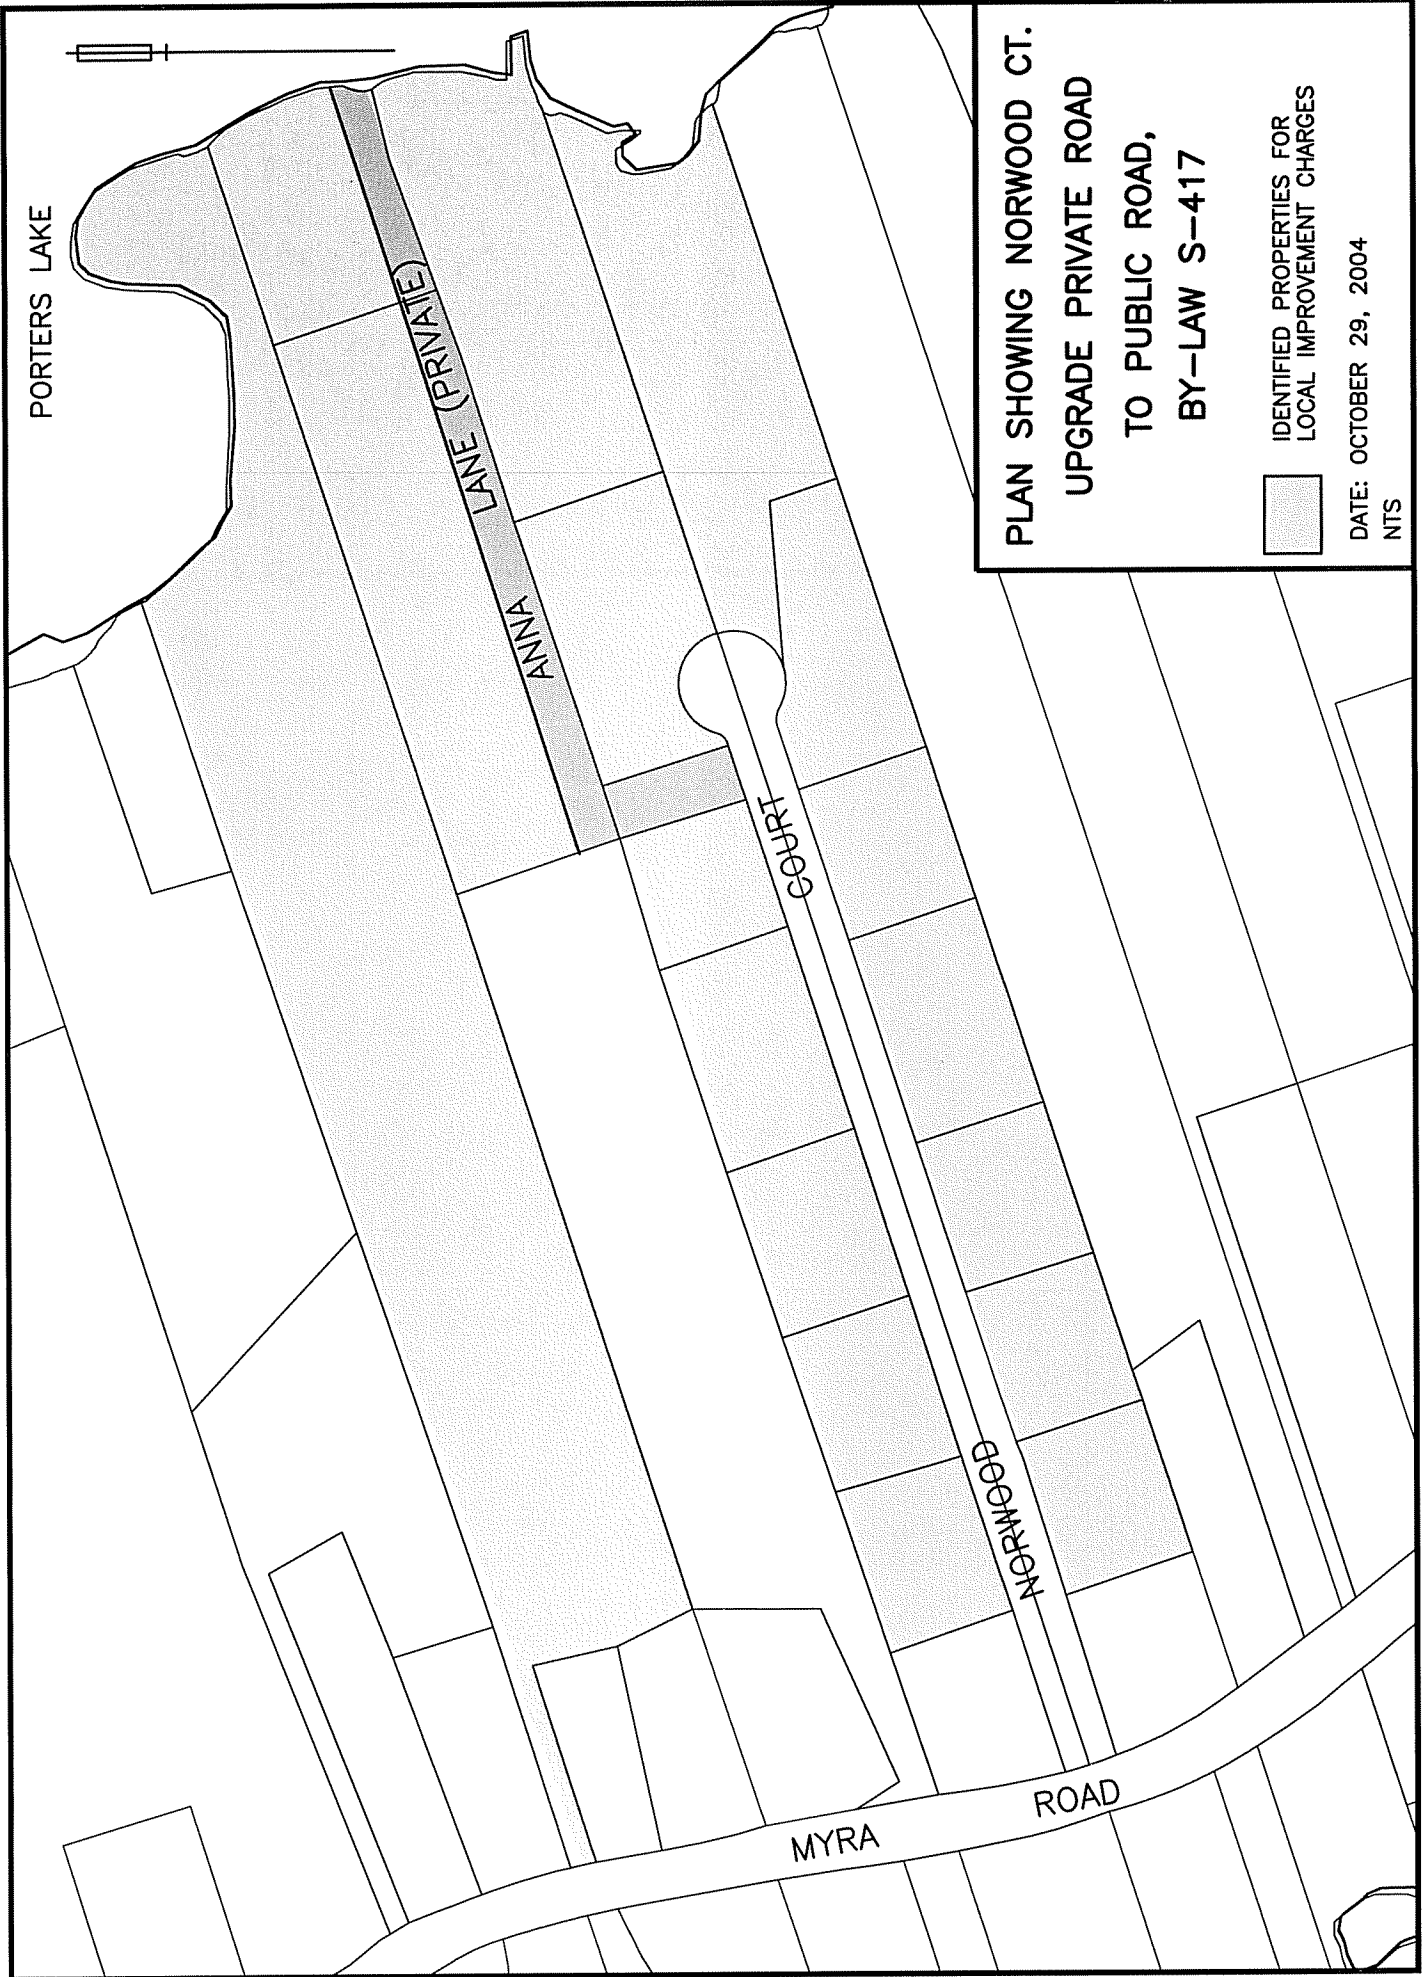 PORTERS LAKE
ANNA LANE (PRIVATE)
NORWOOD COURT
MYRA ROAD
PLAN SHOWING NORWOOD CT.
UPGRADE PRIVATE ROAD
TO PUBLIC ROAD,
BY-LAW S-417
IDENTIFIED PROPERTIES FOR
LOCAL IMPROVEMENT CHARGES
DATE: OCTOBER 29, 2004
NTS